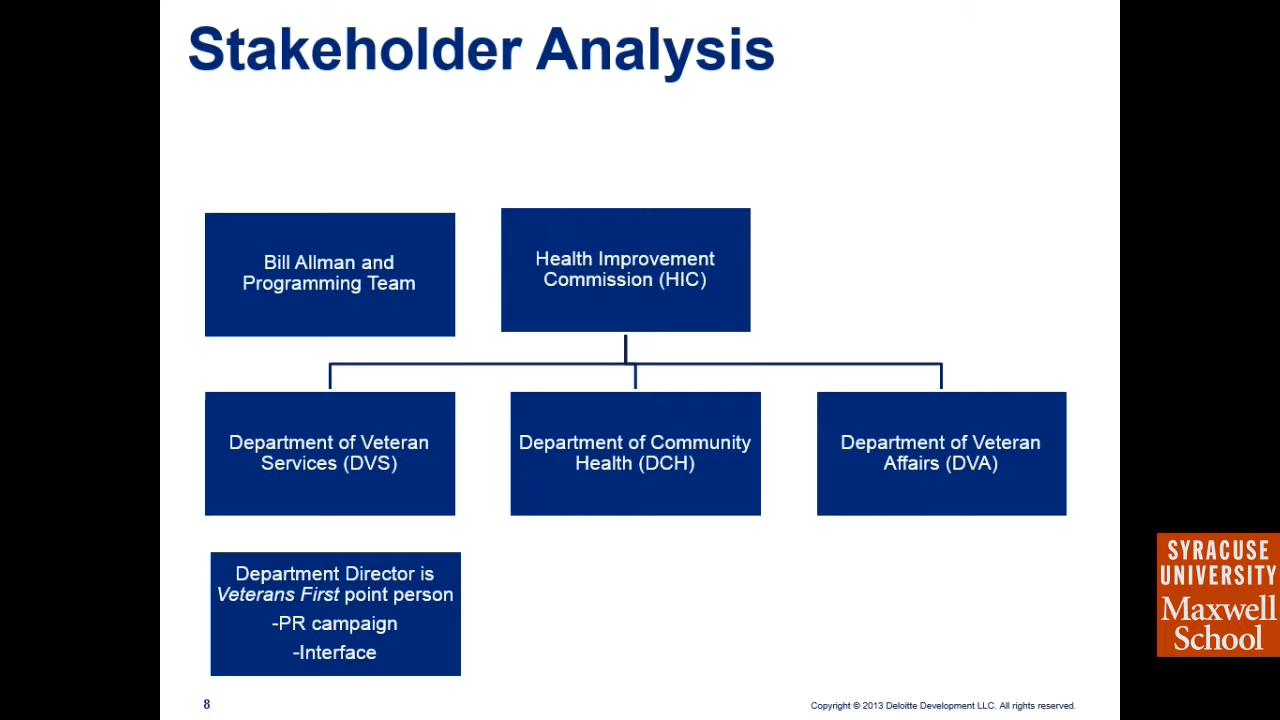 Stakeholder Analysis
Bill Allman and
Programming Team
Health Improvement
Commission (HIC)
Department of Veteran
Services (DVS)
Department of Community
Health (DCH)
Department of Veteran
Affairs (DVA)
Department Director is
Veterans First point person
-PR campaign
-Interface
SYRACUSE
UNIVERSITY
Maxwell
School
8
Copyright © 2013 Deloitte Development LLC. All rights reserved.